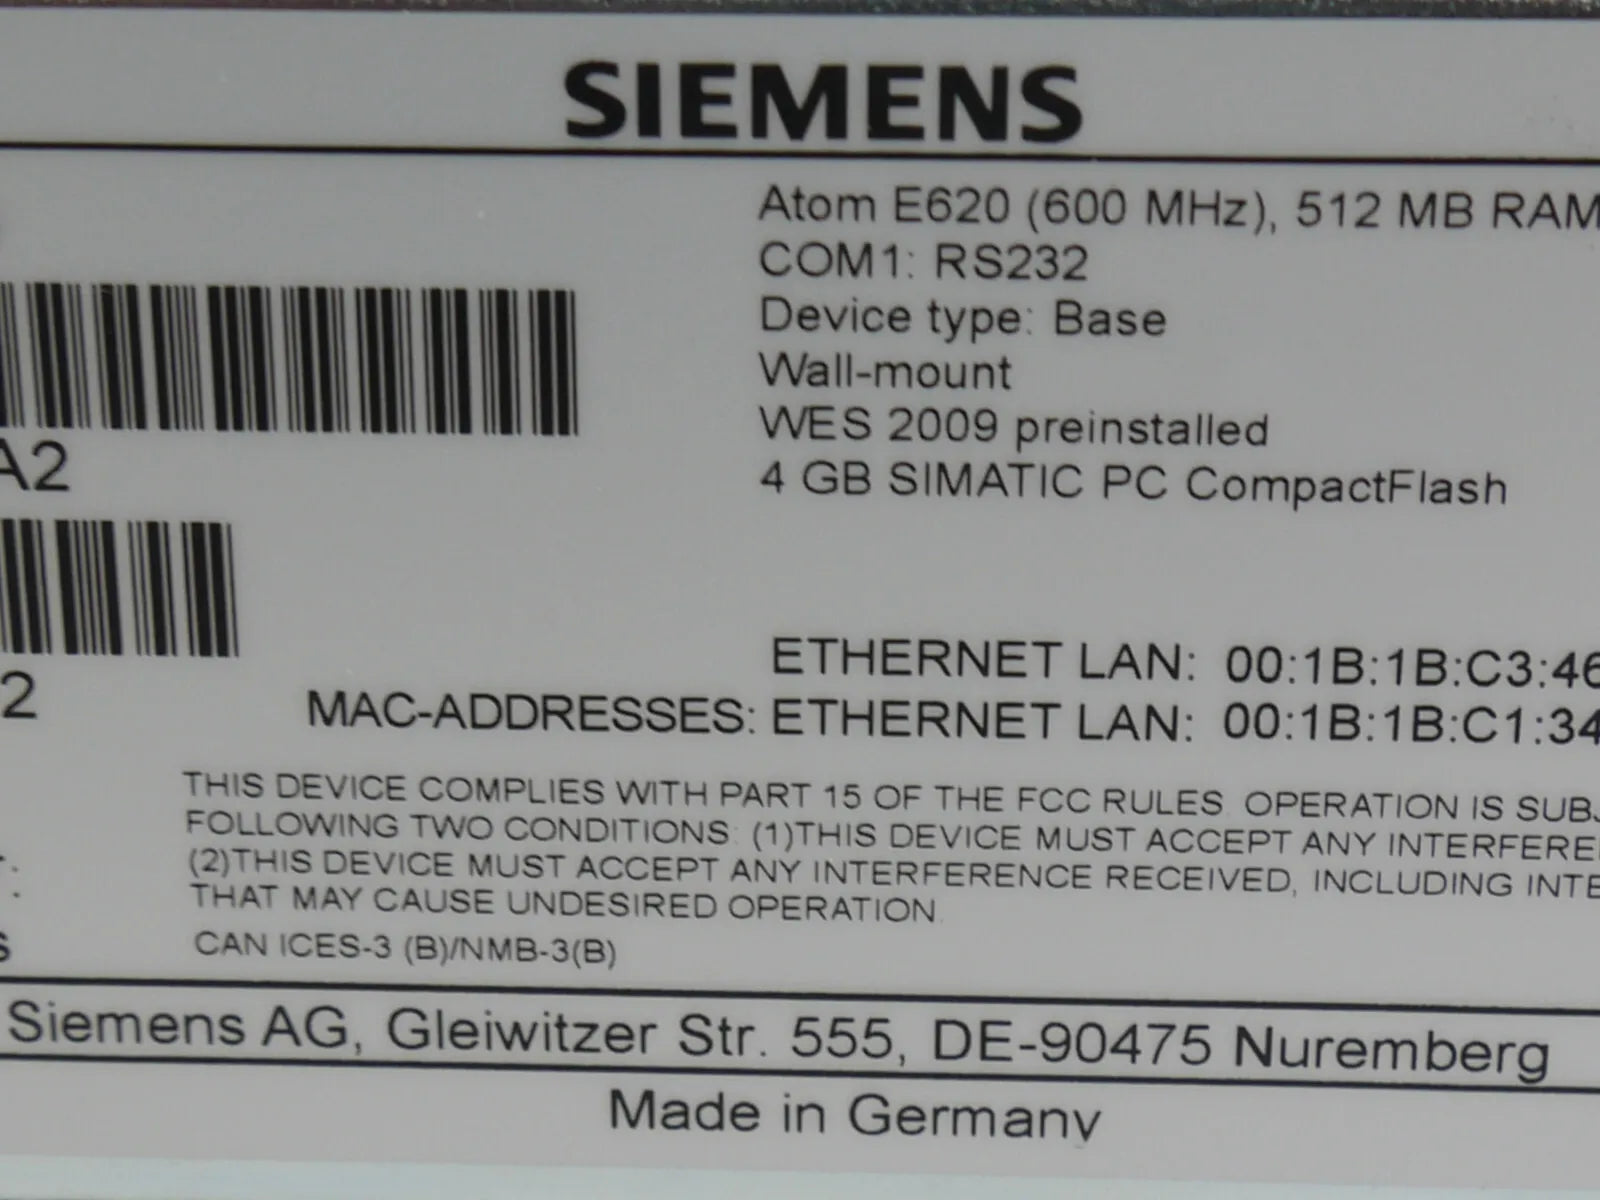 SIEMENS
Atom E620 (600 MHz), 512 MB RAM
COM1: RS232
Device type: Base
Wall-mount
WES 2009 preinstalled
4 GB SIMATIC PC CompactFlash
A2
2
ETHERNET LAN: 00:1B:1B:C3:46
MAC-ADDRESSES: ETHERNET LAN: 00:1B:1B:C1:34
THIS DEVICE COMPLIES WITH PART 15 OF THE FCC RULES. OPERATION IS SUBJ
FOLLOWING TWO CONDITIONS: (1)THIS DEVICE MUST ACCEPT ANY INTERFERE
(2)THIS DEVICE MUST ACCEPT ANY INTERFERENCE RECEIVED, INCLUDING INTE
THAT MAY CAUSE UNDESIRED OPERATION.
CAN ICES-3 (B)/NMB-3(B)
Siemens AG, Gleiwitzer Str. 555, DE-90475 Nuremberg
Made in Germany